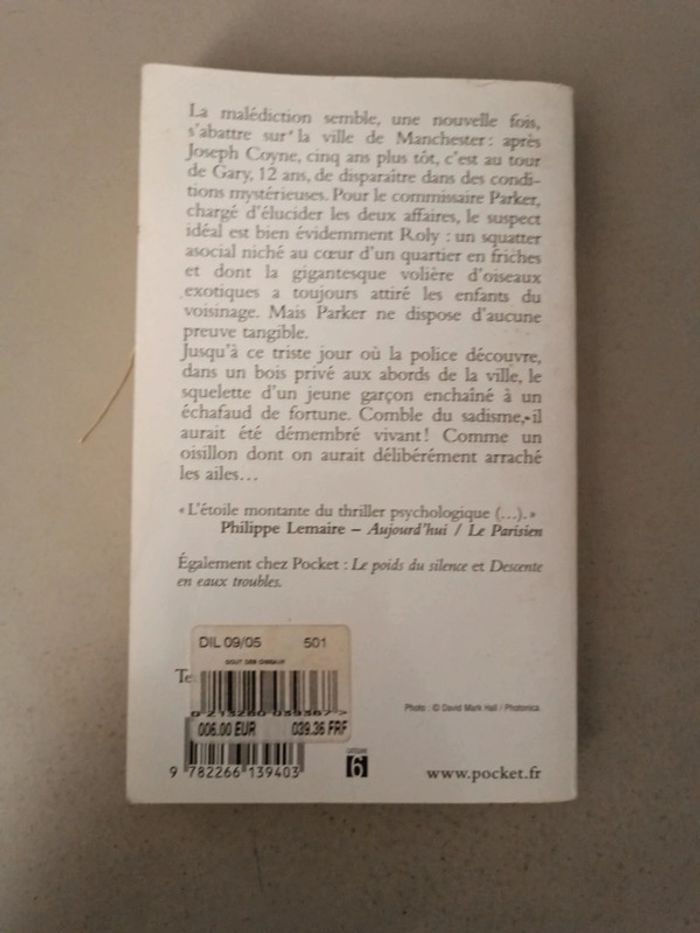 La malédiction semble, une nouvelle fois,
s'abattre sur la ville de Manchester : après
Joseph Coyne, cinq ans plus tôt, c'est au tour
de Gary, 12 ans, de disparaître dans des condi-
tions mystérieuses. Pour le commissaire Parker,
chargé d'élucider les deux affaires, le suspect
idéal est bien évidemment Roly : un squatter
asocial niché au cœur d'un quartier en friches
et dont la gigantesque volière d'oiseaux
exotiques a toujours attiré les enfants du
voisinage. Mais Parker ne dispose d'aucune
preuve tangible.
Jusqu'à ce triste jour où la police découvre,
dans un bois privé aux abords de la ville, le
squelette d'un jeune garçon enchaîné à un
échafaud de fortune. Comble du sadisme, il
aurait été démembré vivant ! Comme un
oisillon dont on aurait délibérément arraché
les ailes...
« L'étoile montante du thriller psychologique (...). »
Philippe Lemaire – Aujourd'hui / Le Parisien
Également chez Pocket : Le poids du silence et Descente
en eaux troubles.
DIL 09/05 501
Te
Photo : © David Mark Hall / Photonica
006.00 EUR 039.36 FRF
6
9 782266 139403
www.pocket.fr